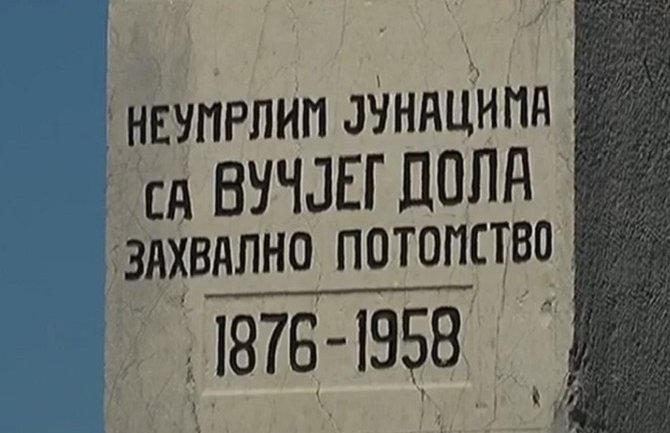 НЕУМРЛИМ ЈУНАЦИМА
СА ВУЧЈЕГ ДОЛА
ЗАХВАЛНО ПОТОМСТВО
1876-1958